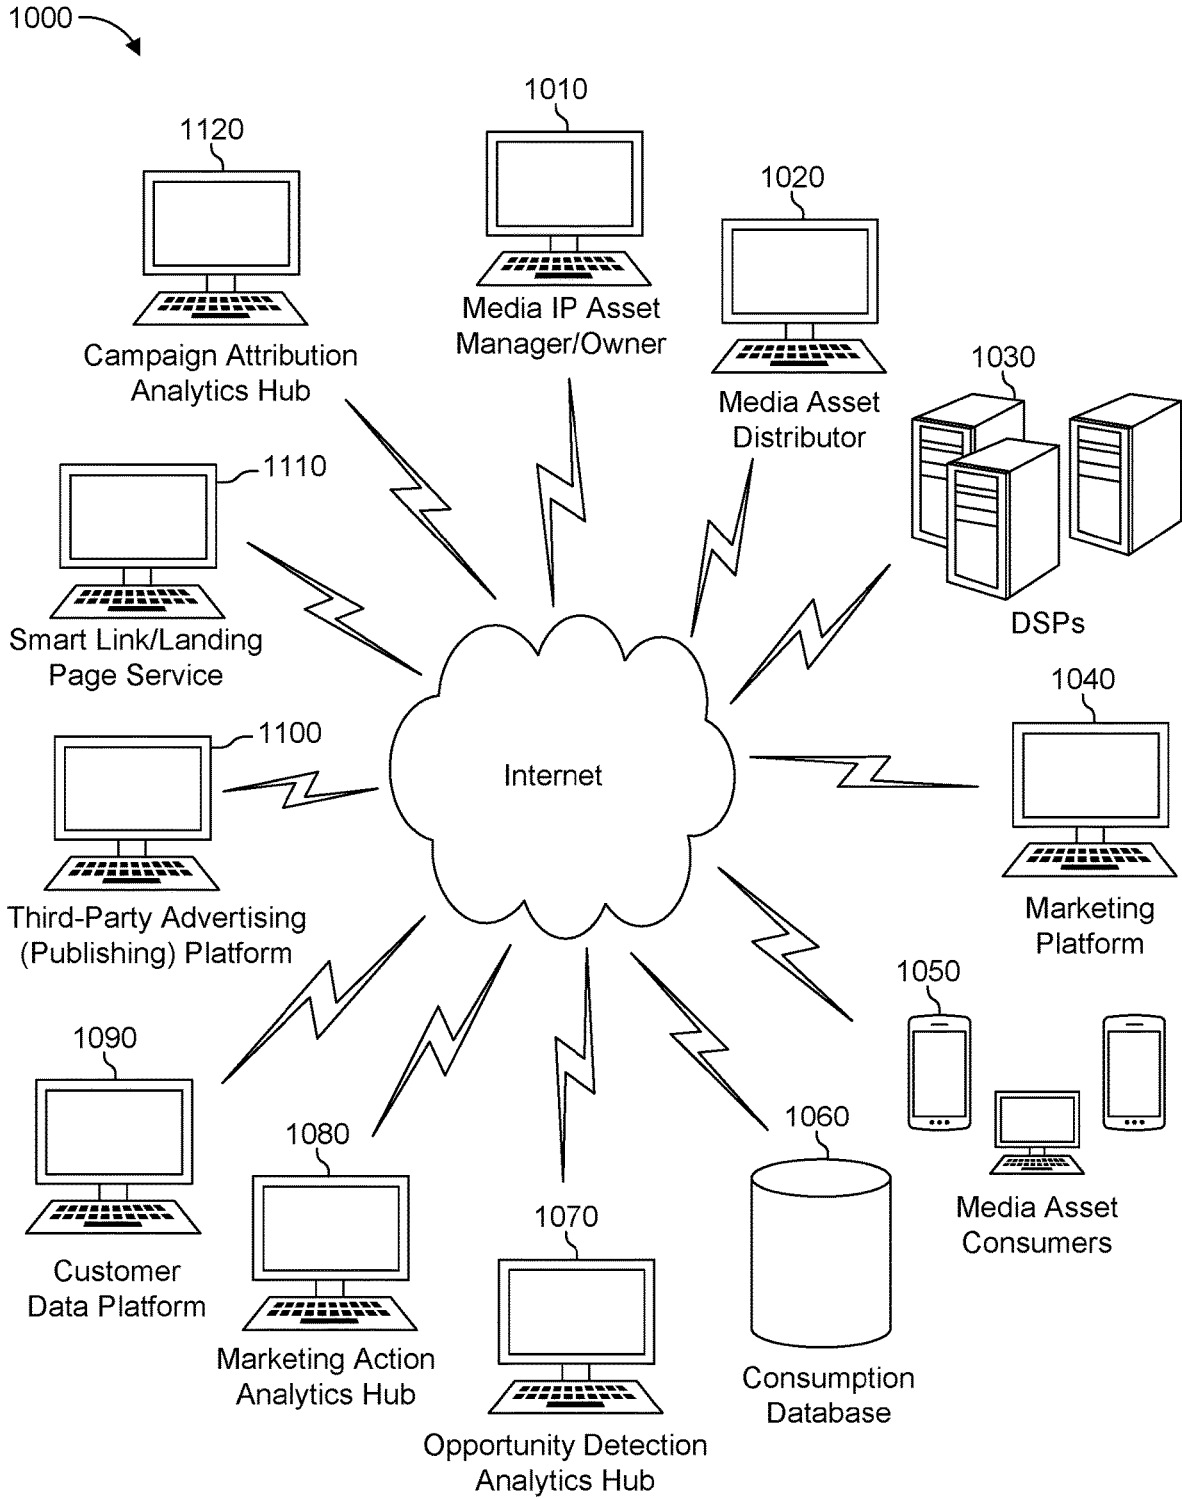 1000
1010
Media IP Asset
Manager/Owner
1020
Media Asset
Distributor
1030
DSPs
1040
Marketing
Platform
1050
Media Asset
Consumers
1060
Consumption
Database
1070
Opportunity Detection
Analytics Hub
1080
Marketing Action
Analytics Hub
1090
Customer
Data Platform
1100
Third-Party Advertising
(Publishing) Platform
1110
Smart Link/Landing
Page Service
1120
Campaign Attribution
Analytics Hub
Internet